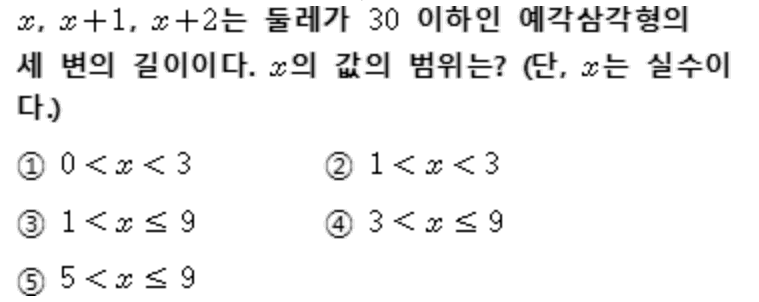 x, x+1, x+2는 둘레가 30 이하인 예각삼각형의
세 변의 길이이다. x의 값의 범위는? (단, x는 실수이
다.)
① 0 < x < 3 ② 1 < x < 3
③ 1 < x ≤ 9 ④ 3 < x ≤ 9
⑤ 5 < x ≤ 9